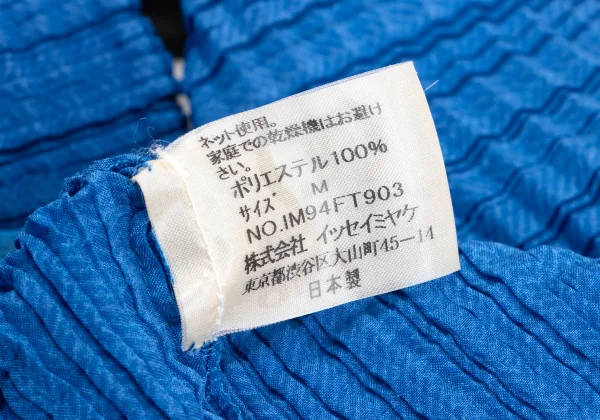 ネット使用。
家庭での乾燥機はお避け
さい。
ポリエステル100%
サイズ M
NO.IM94FT903
株式会社 イッセイミヤケ
東京都渋谷区大山町45-14
日本製